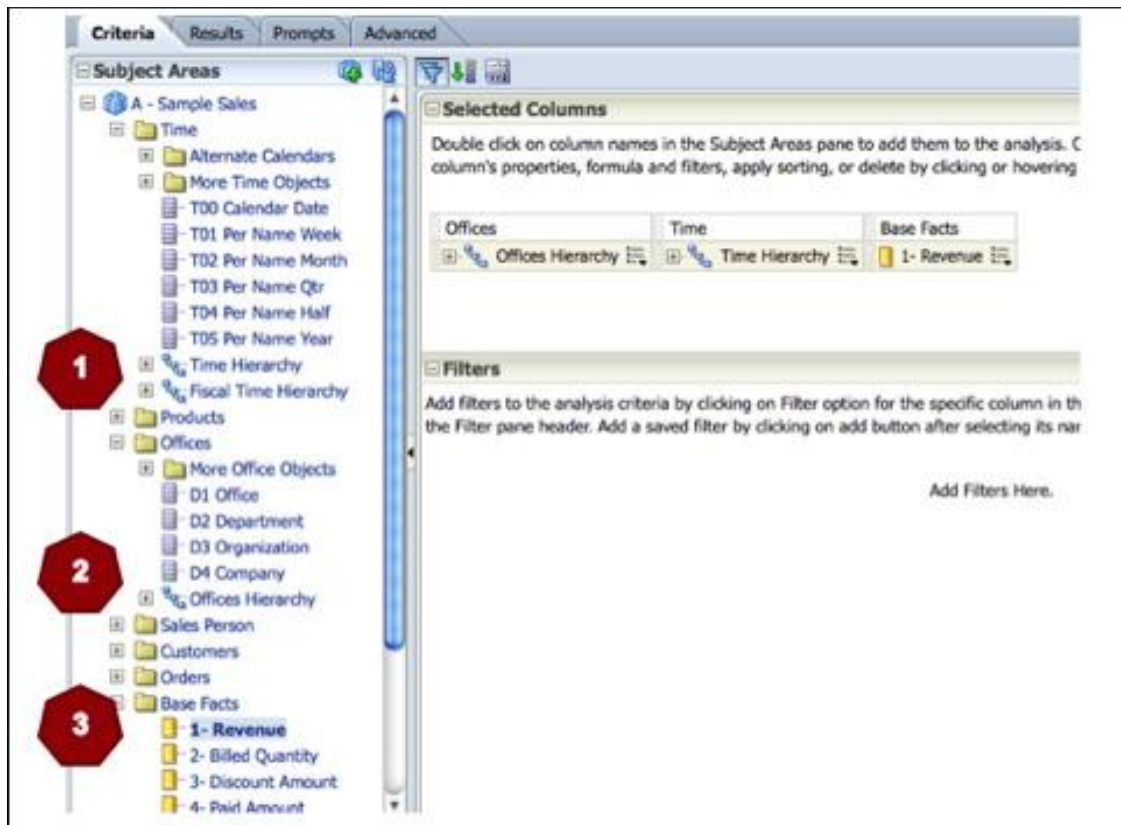 Criteria Results Prompts Advanced
Subject Areas
A - Sample Sales
Time
Alternate Calendars
More Time Objects
T00 Calendar Date
T01 Per Name Week
T02 Per Name Month
T03 Per Name Qtr
T04 Per Name Half
T05 Per Name Year
1
Time Hierarchy
Fiscal Time Hierarchy
Products
Offices
More Office Objects
D1 Office
D2 Department
D3 Organization
D4 Company
2
Offices Hierarchy
Sales Person
Customers
Orders
Base Facts
3
1- Revenue
2- Billed Quantity
3- Discount Amount
4- Paid Amount
Selected Columns
Double click on column names in the Subject Areas pane to add them to the analysis. C
column's properties, formula and filters, apply sorting, or delete by clicking or hovering
Offices Time Base Facts
Offices Hierarchy Time Hierarchy 1- Revenue
Filters
Add filters to the analysis criteria by clicking on Filter option for the specific column in th
the Filter pane header. Add a saved filter by clicking on add button after selecting its nar
Add Filters Here.